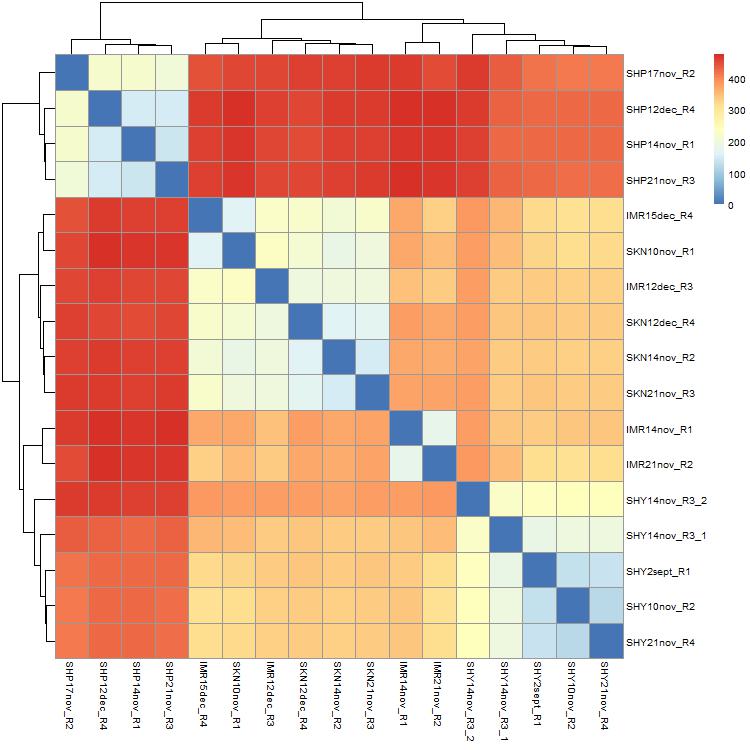 SHP17nov_R2
SHP12dec_R4
SHP14nov_R1
SHP21nov_R3
IMR15dec_R4
SKN10nov_R1
IMR12dec_R3
SKN12dec_R4
SKN14nov_R2
SKN21nov_R3
IMR14nov_R1
IMR21nov_R2
SHY14nov_R3_2
SHY14nov_R3_1
SHY2sept_R1
SHY10nov_R2
SHY21nov_R4
400
300
200
100
0
SHP17nov_R2
SHP12dec_R4
SHP14nov_R1
SHP21nov_R3
IMR15dec_R4
SKN10nov_R1
IMR12dec_R3
SKN12dec_R4
SKN14nov_R2
SKN21nov_R3
IMR14nov_R1
IMR21nov_R2
SHY14nov_R3_2
SHY14nov_R3_1
SHY2sept_R1
SHY10nov_R2
SHY21nov_R4